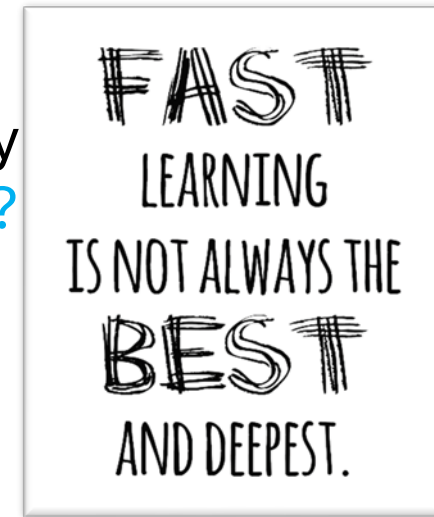 y
?
FAST
LEARNING
IS NOT ALWAYS THE
BEST
AND DEEPEST.